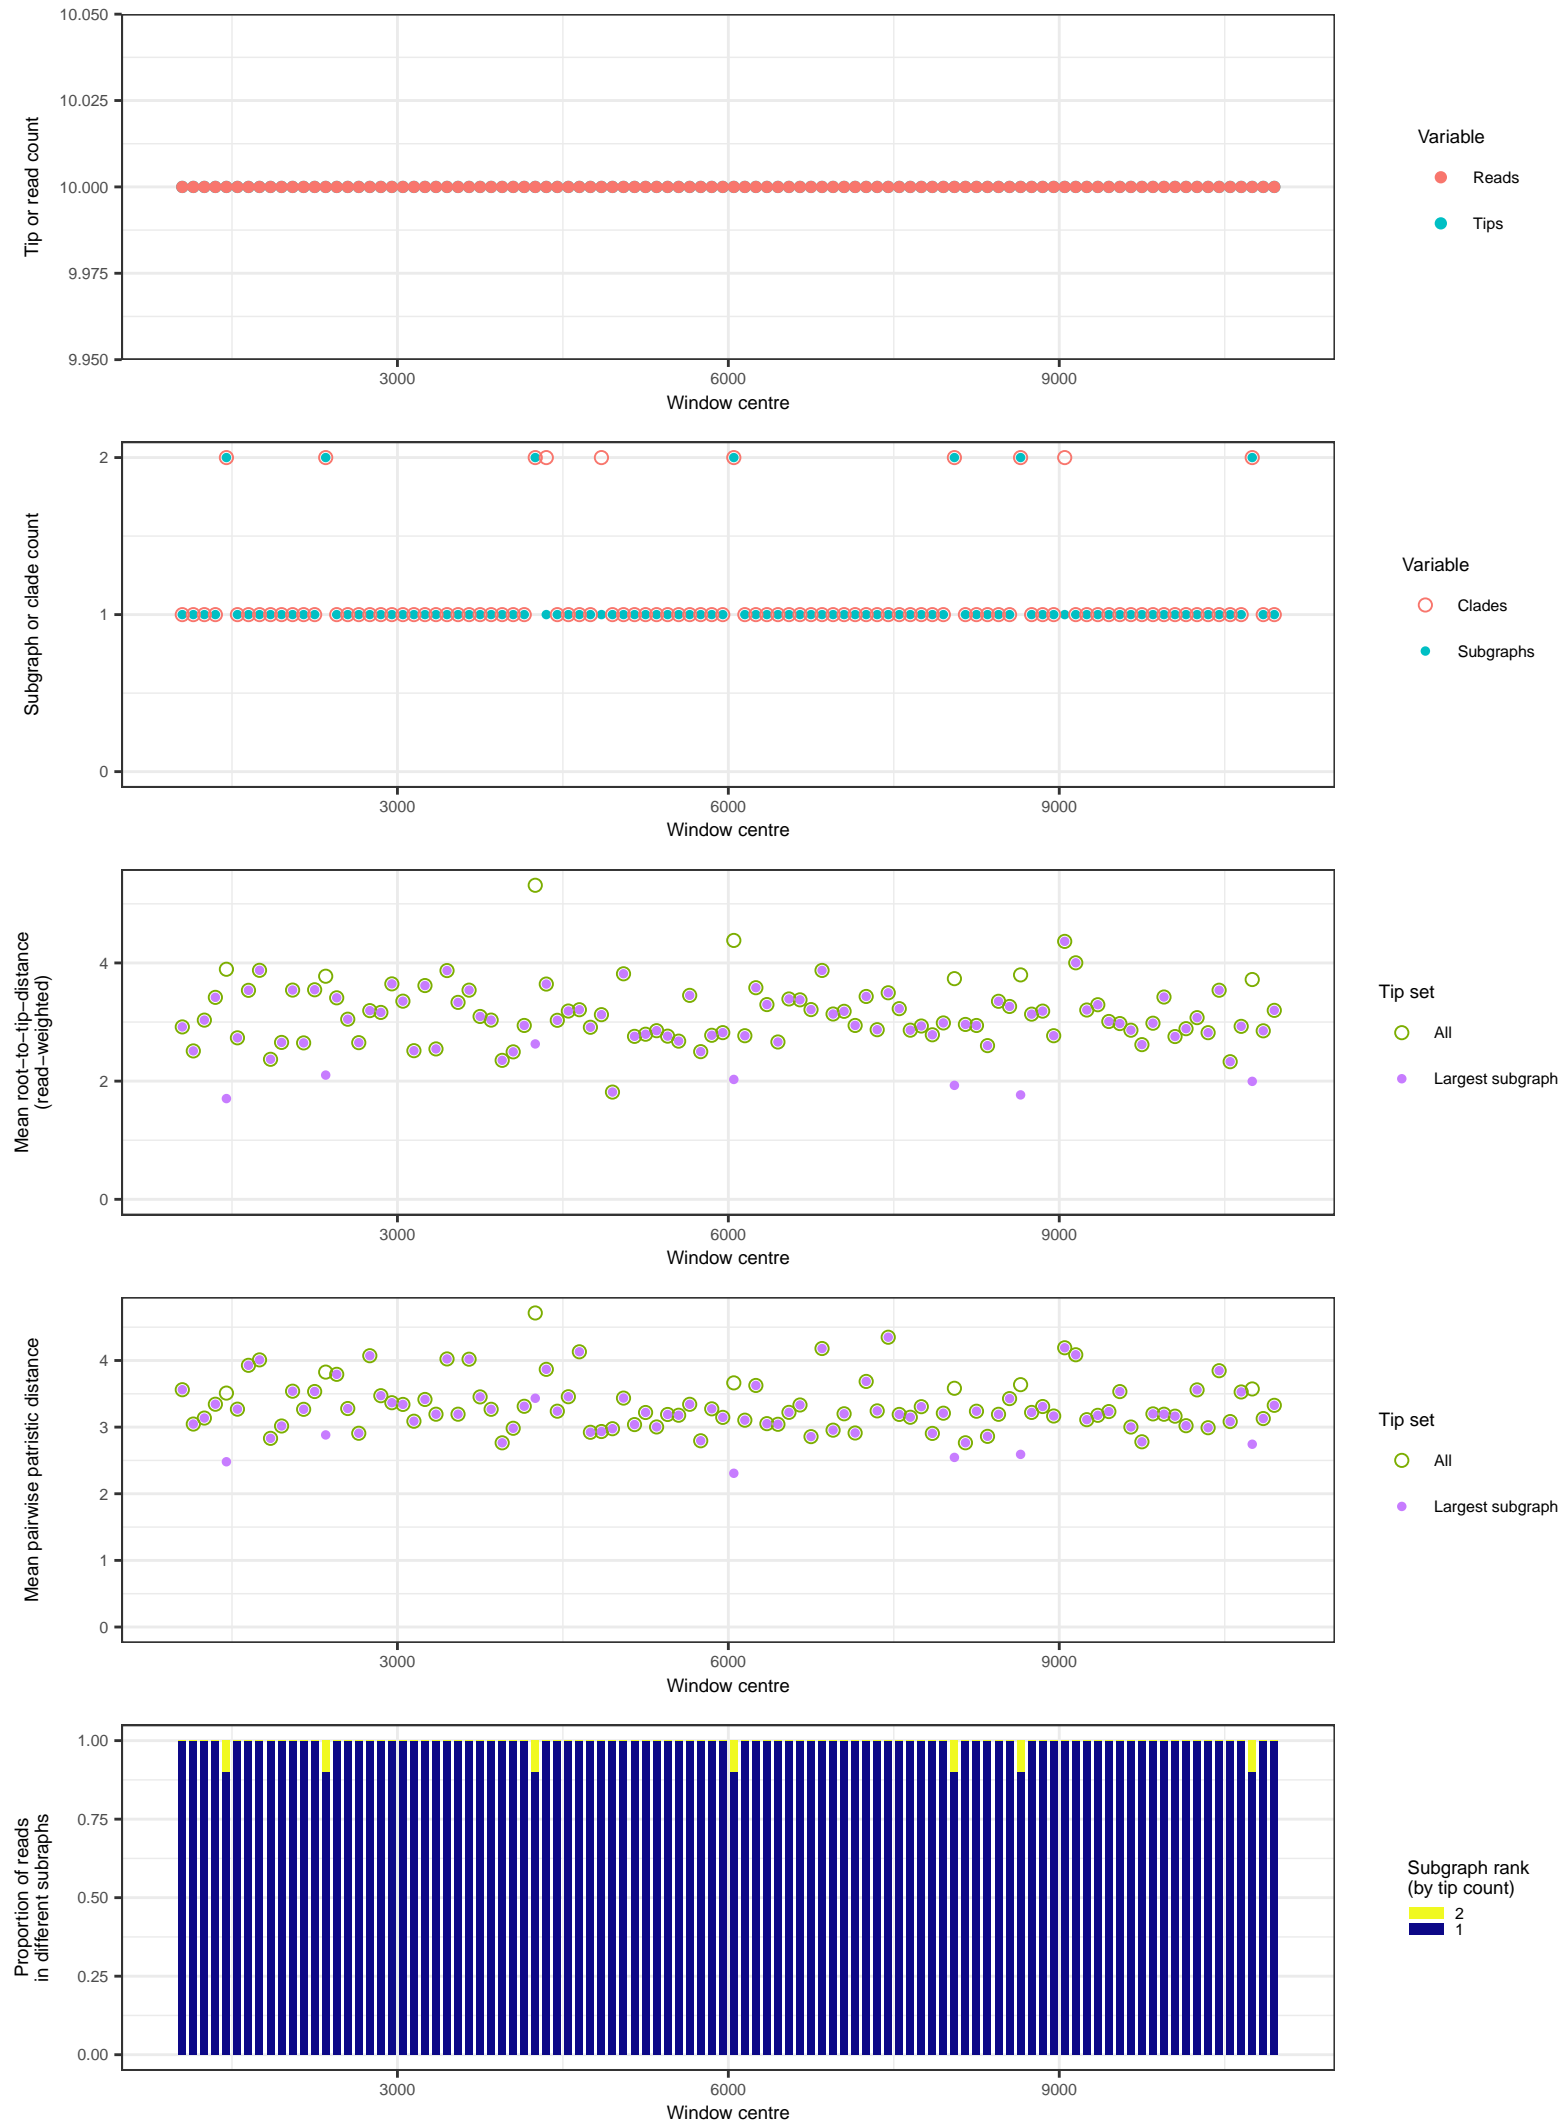 10.050
10.025
10.000
9.975
9.950
Tip or read count
3000 6000 9000
Window centre
Variable
Reads
Tips
2
1
0
Subgraph or clade count
3000 6000 9000
Window centre
Variable
Clades
Subgraphs
4
2
0
Mean root−to−tip−distance
(read−weighted)
3000 6000 9000
Window centre
Tip set
All
Largest subgraph
4
3
2
1
0
Mean pairwise patristic distance
3000 6000 9000
Window centre
Tip set
All
Largest subgraph
1.00
0.75
0.50
0.25
0.00
Proportion of reads
in different subraphs
3000 6000 9000
Window centre
Subgraph rank
(by tip count)
2
1